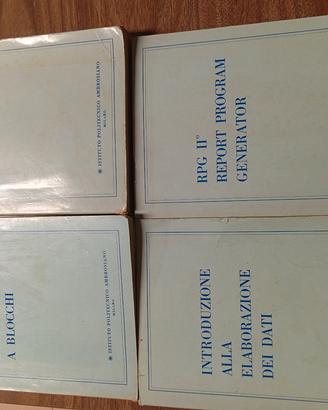 ISTITUTO POLITECNICO AMBROSIANO
MILANO
RPG II°
REPORT PROGRAM
GENERATOR
A BLOCCHI
ISTITUTO POLITECNICO AMBROSIANO
MILANO
INTRODUZIONE
ALLA
ELABORAZIONE
DEI DATI